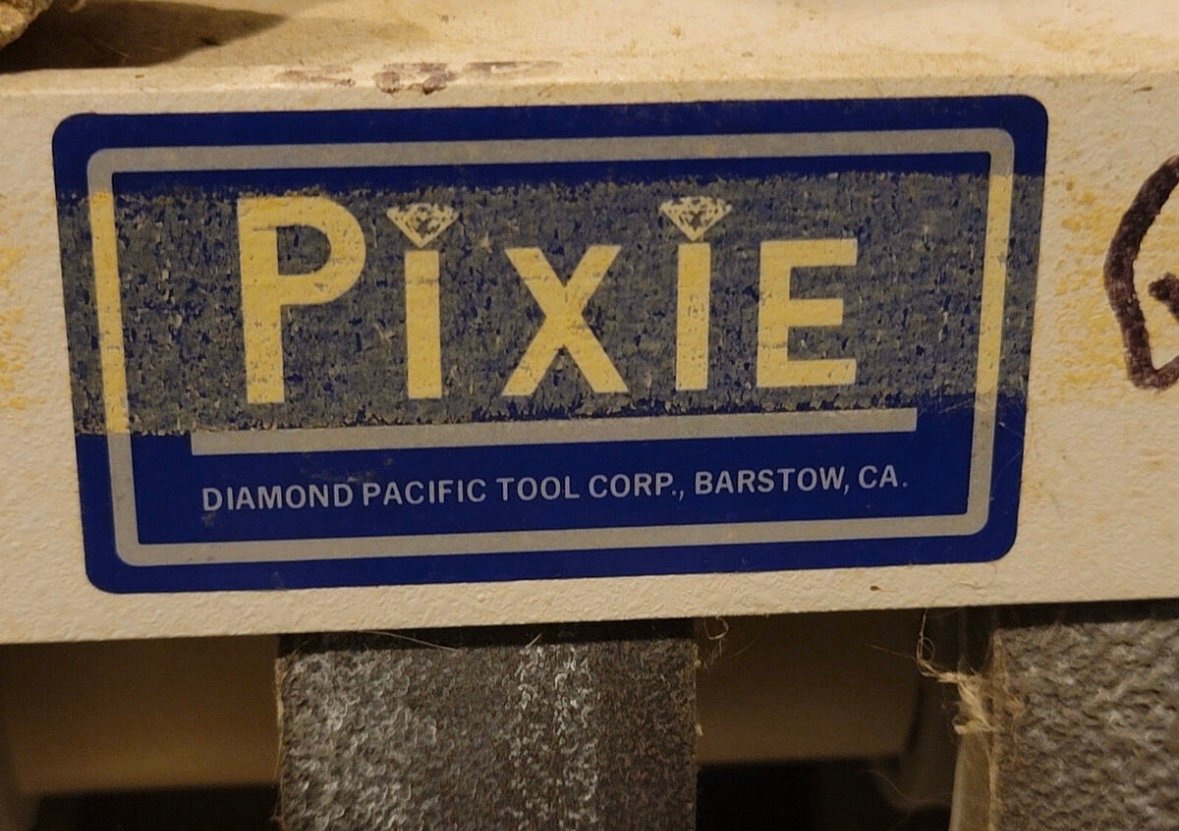 PiXiE
DIAMOND PACIFIC TOOL CORP., BARSTOW, CA.